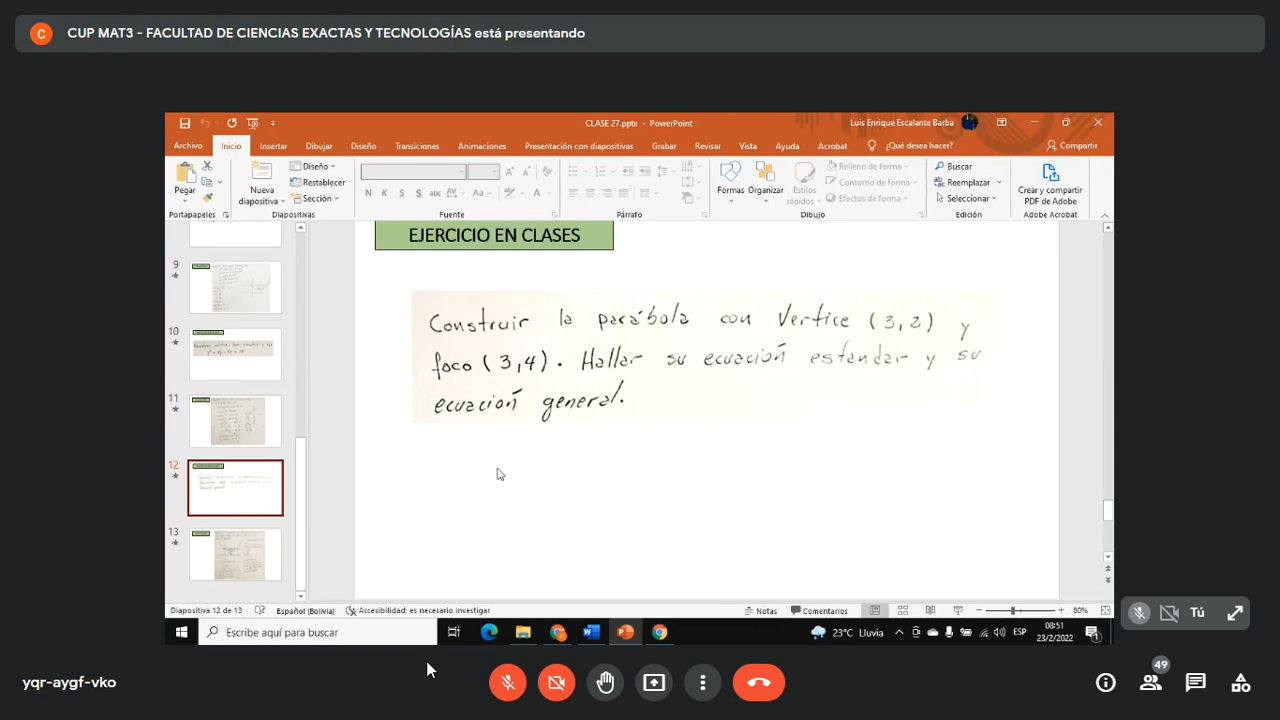 C CUP MAT3 - FACULTAD DE CIENCIAS EXACTAS Y TECNOLOGÍAS está presentando
CLASE 27.pptx - PowerPoint
Luis Enrique Escalante Barba
Archivo Inicio Insertar Dibujar Diseño Transiciones Animaciones Presentación con diapositivas Grabar Revisar Vista Ayuda Acrobat ¿Qué desea hacer? Compartir
Pegar
Nueva diapositiva
Diseño
Restablecer
Sección
N K S S abc AV Aa A
Formas Organizar Estilos rápidos
Relleno de forma
Contorno de forma
Efectos de forma
Buscar
Reemplazar
Seleccionar
Crear y compartir PDF de Adobe
Portapapeles Diapositivas Fuente Párrafo Dibujo Edición Adobe Acrobat
9
10
11
12
13
EJERCICIO EN CLASES
Construir la parábola con Vertice (3,2) y
foco (3,4). Hallar su ecuación estandar y su
ecuación general.
Diapositiva 12 de 13 Español (Bolivia) Accesibilidad: es necesario investigar Notas Comentarios 80%
Escribe aquí para buscar
23°C Lluvia ESP 08:51
23/2/2022 1
Tú
yqr-aygf-vko
49